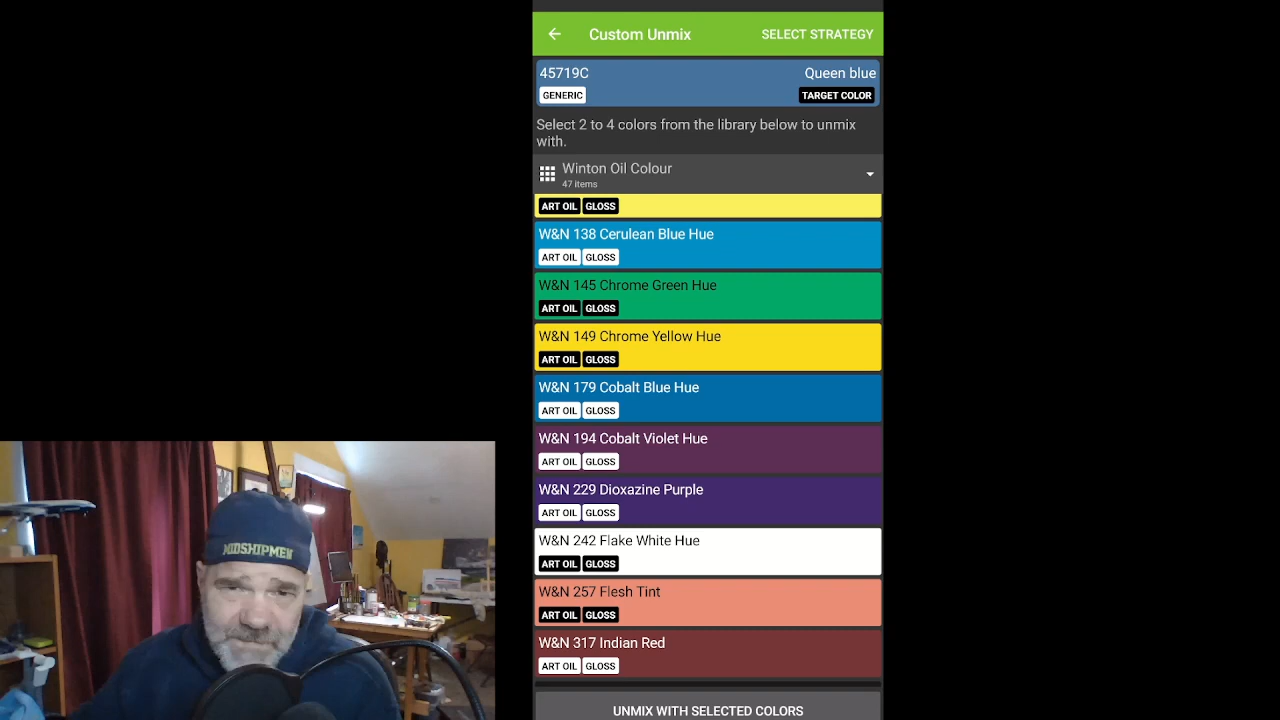 Custom Unmix
SELECT STRATEGY
45719C
Queen blue
GENERIC
TARGET COLOR
Select 2 to 4 colors from the library below to unmix
with.
Winton Oil Colour
47 items
ART OIL GLOSS
W&N 138 Cerulean Blue Hue
ART OIL GLOSS
W&N 145 Chrome Green Hue
ART OIL GLOSS
W&N 149 Chrome Yellow Hue
ART OIL GLOSS
W&N 179 Cobalt Blue Hue
ART OIL GLOSS
W&N 194 Cobalt Violet Hue
ART OIL GLOSS
W&N 229 Dioxazine Purple
ART OIL GLOSS
W&N 242 Flake White Hue
ART OIL GLOSS
W&N 257 Flesh Tint
ART OIL GLOSS
W&N 317 Indian Red
ART OIL GLOSS
UNMIX WITH SELECTED COLORS
MIDSHIPMEN